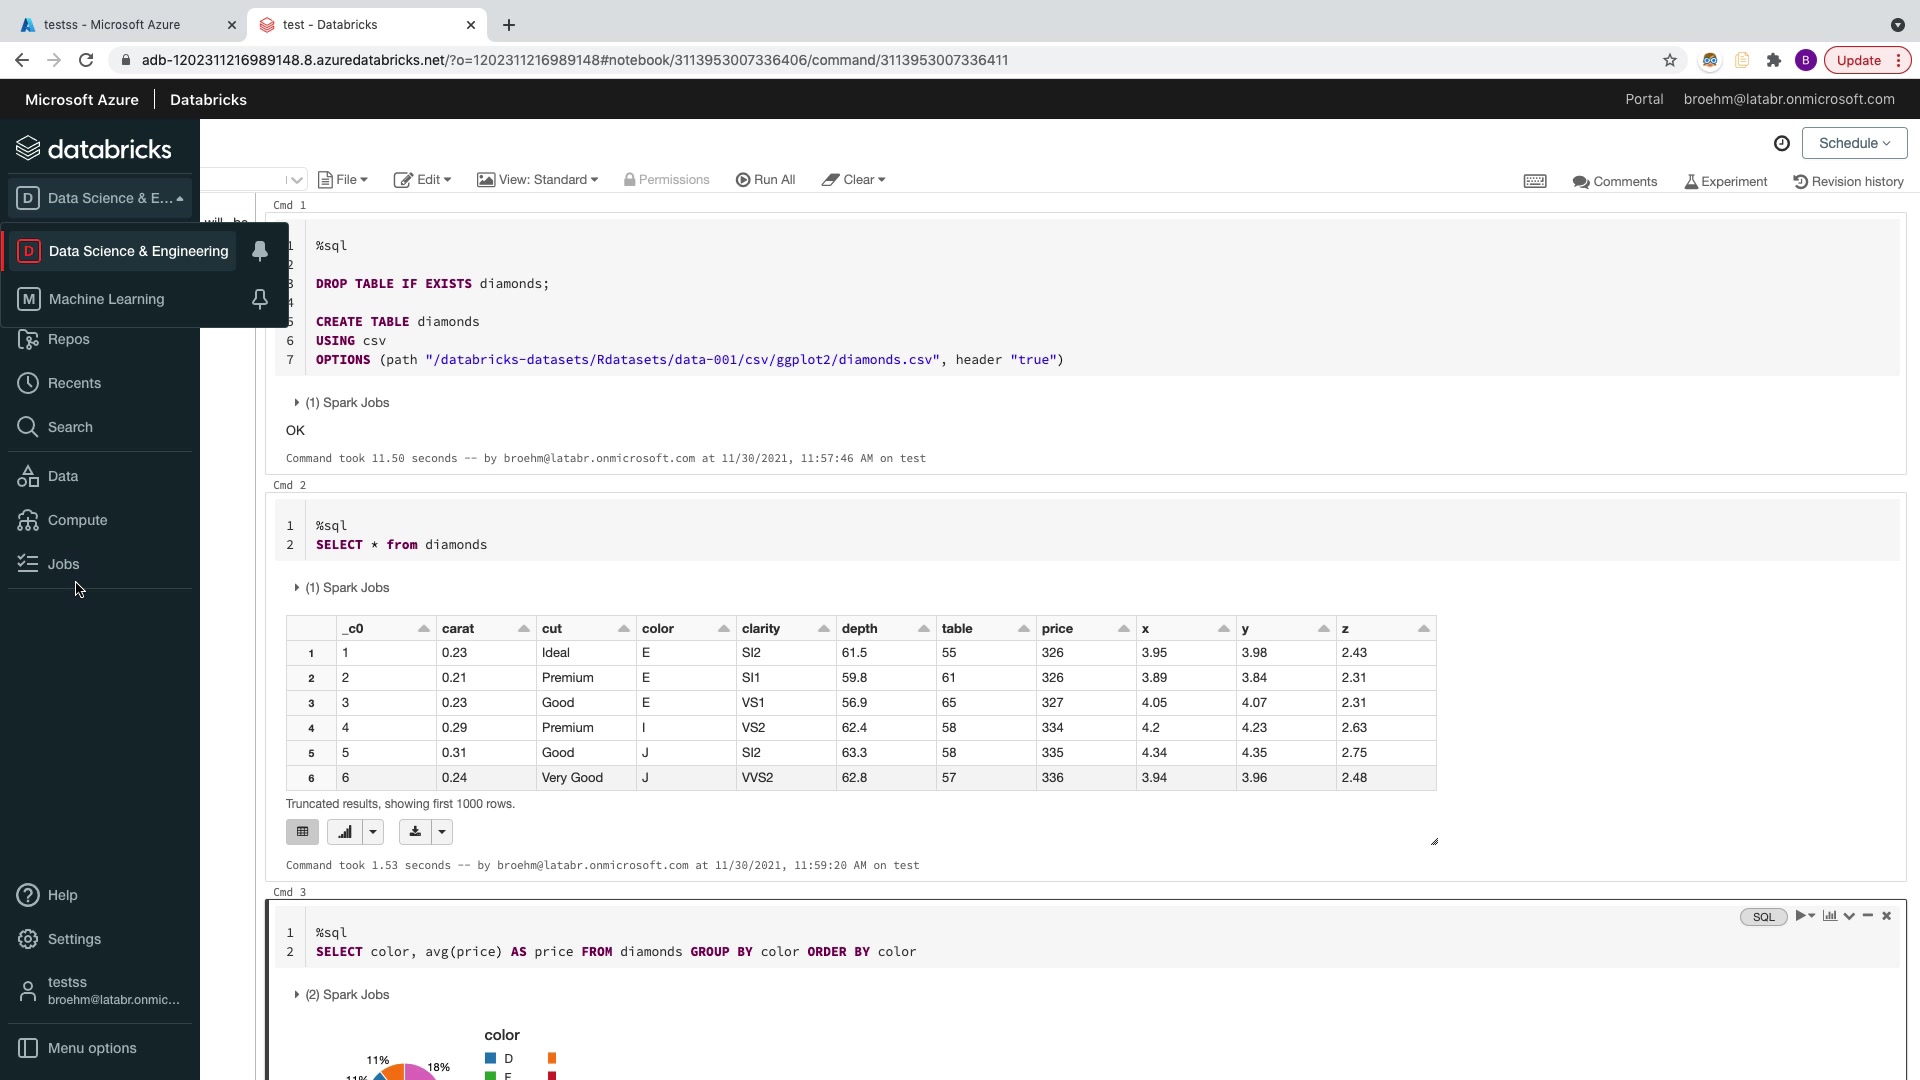 testss - Microsoft Azure
test - Databricks
adb-1202311216989148.8.azuredatabricks.net/?o=1202311216989148#notebook/3113953007336406/command/3113953007336411
B
Update
Microsoft Azure
Databricks
Portal
broehm@latabr.onmicrosoft.com
databricks
Schedule
D Data Science & E...
File
Edit
View: Standard
Permissions
Run All
Clear
Comments
Experiment
Revision history
D Data Science & Engineering
M Machine Learning
Repos
Recents
Search
Data
Compute
Jobs
Help
Settings
testss
broehm@latabr.onmic...
Menu options
will be
Cmd 1
1 %sql
2
3 DROP TABLE IF EXISTS diamonds;
4
5 CREATE TABLE diamonds
6 USING csv
7 OPTIONS (path "/databricks-datasets/Rdatasets/data-001/csv/ggplot2/diamonds.csv", header "true")
(1) Spark Jobs
OK
Command took 11.50 seconds -- by broehm@latabr.onmicrosoft.com at 11/30/2021, 11:57:46 AM on test
Cmd 2
1 %sql
2 SELECT * from diamonds
(1) Spark Jobs
_c0 carat cut color clarity depth table price x y z
1 1 0.23 Ideal E SI2 61.5 55 326 3.95 3.98 2.43
2 2 0.21 Premium E SI1 59.8 61 326 3.89 3.84 2.31
3 3 0.23 Good E VS1 56.9 65 327 4.05 4.07 2.31
4 4 0.29 Premium I VS2 62.4 58 334 4.2 4.23 2.63
5 5 0.31 Good J SI2 63.3 58 335 4.34 4.35 2.75
6 6 0.24 Very Good J VVS2 62.8 57 336 3.94 3.96 2.48
Truncated results, showing first 1000 rows.
Command took 1.53 seconds -- by broehm@latabr.onmicrosoft.com at 11/30/2021, 11:59:20 AM on test
Cmd 3
SQL
1 %sql
2 SELECT color, avg(price) AS price FROM diamonds GROUP BY color ORDER BY color
(2) Spark Jobs
color
11%
18%
D